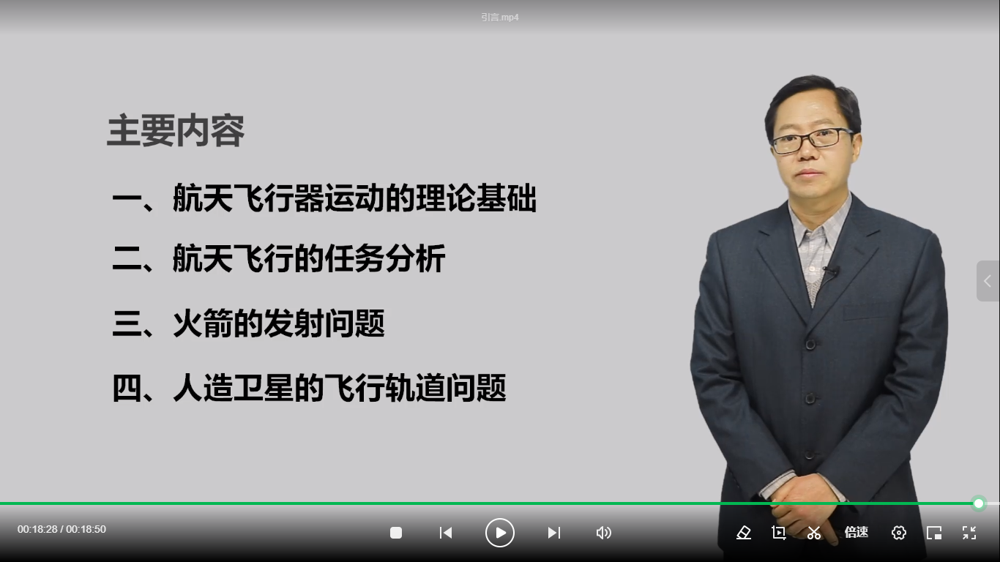 引言.mp4
主要内容
一、航天飞行器运动的理论基础
二、航天飞行的任务分析
三、火箭的发射问题
四、人造卫星的飞行轨道问题
00:18:28 / 00:18:50
倍速